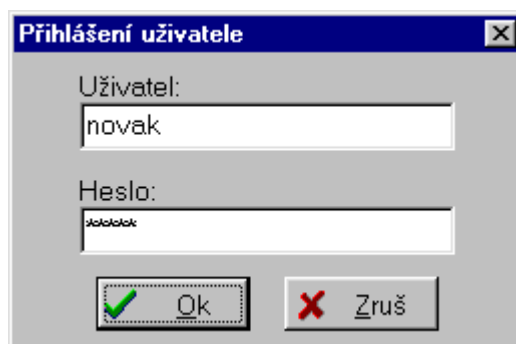 Přihlášení uživatele
Uživatel:
novak
Heslo:
*****
Ok
Zruš